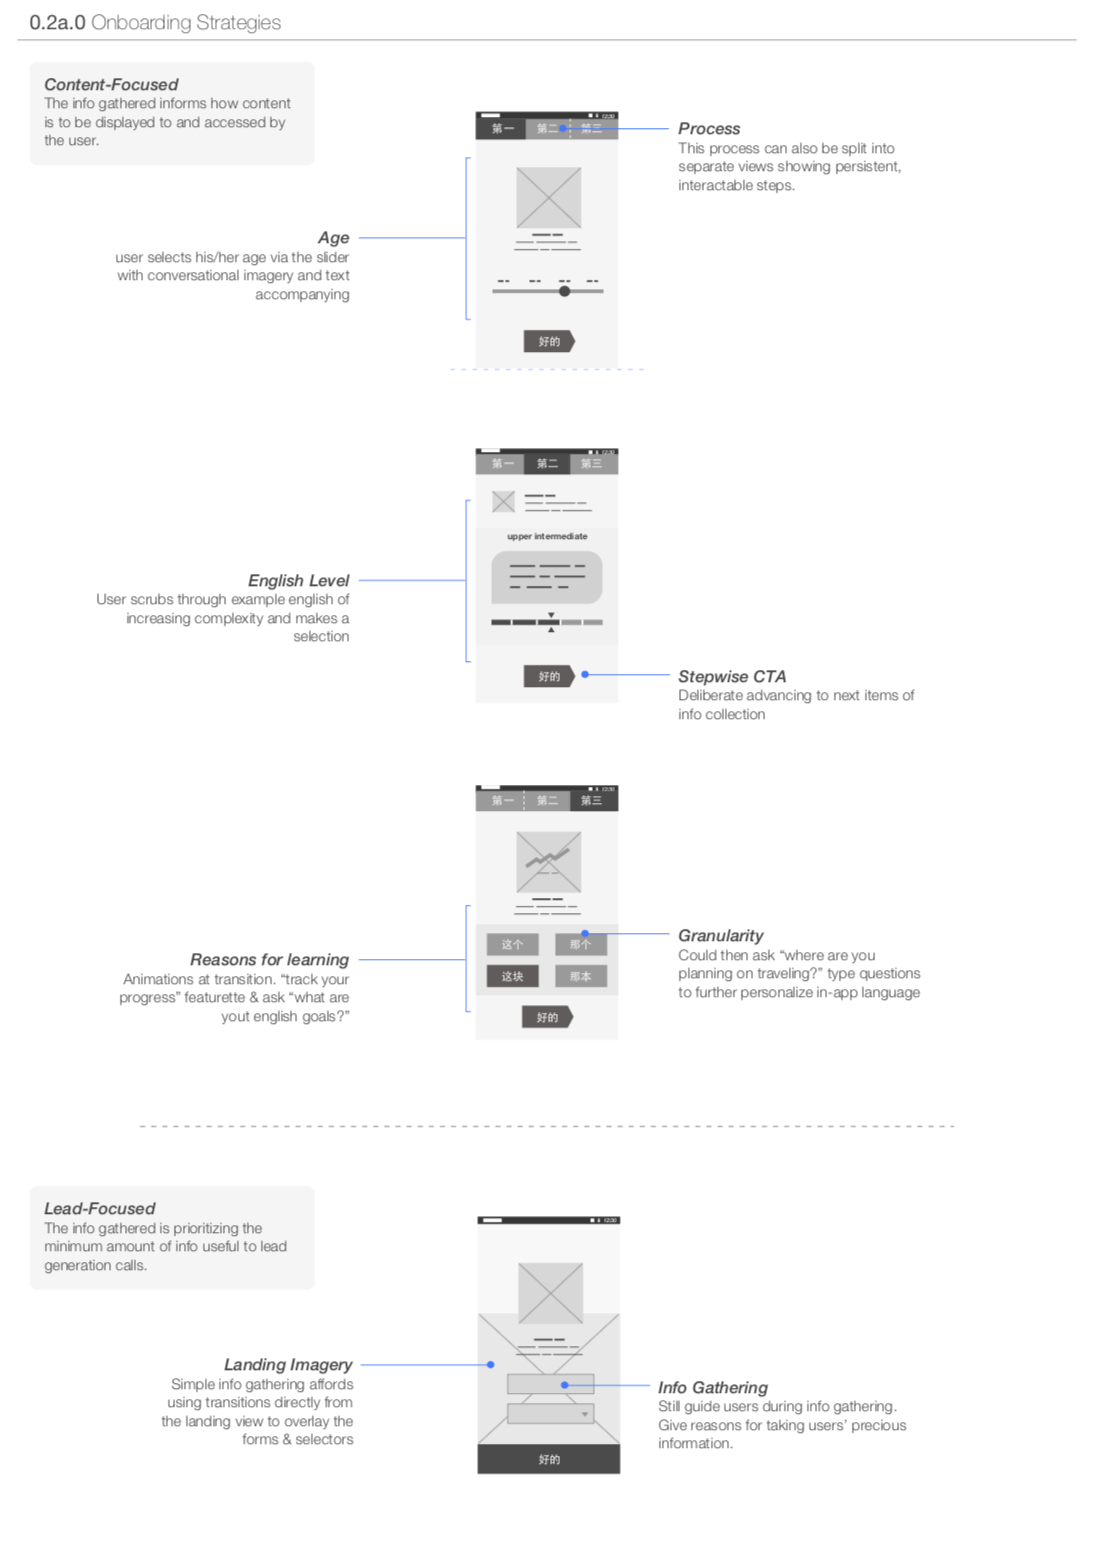 0.2a.0 Onboarding Strategies
Content-Focused
The info gathered informs how content
is to be displayed to and accessed by
the user.
12:30
第一 第二 第三
Process
This process can also be split into
separate views showing persistent,
interactable steps.
Age
user selects his/her age via the slider
with conversational imagery and text
accompanying
好的
12:30
第一 第二 第三
upper intermediate
English Level
User scrubs through example english of
increasing complexity and makes a
selection
好的
Stepwise CTA
Deliberate advancing to next items of
info collection
12:30
第一 第二 第三
Reasons for learning
Animations at transition. “track your
progress” featurette & ask “what are
yout english goals?”
这个 那个
这块 那本
好的
Granularity
Could then ask “where are you
planning on traveling?” type questions
to further personalize in-app language
Lead-Focused
The info gathered is prioritizing the
minimum amount of info useful to lead
generation calls.
12:30
Landing Imagery
Simple info gathering affords
using transitions directly from
the landing view to overlay the
forms & selectors
Info Gathering
Still guide users during info gathering.
Give reasons for taking users’ precious
information.
好的